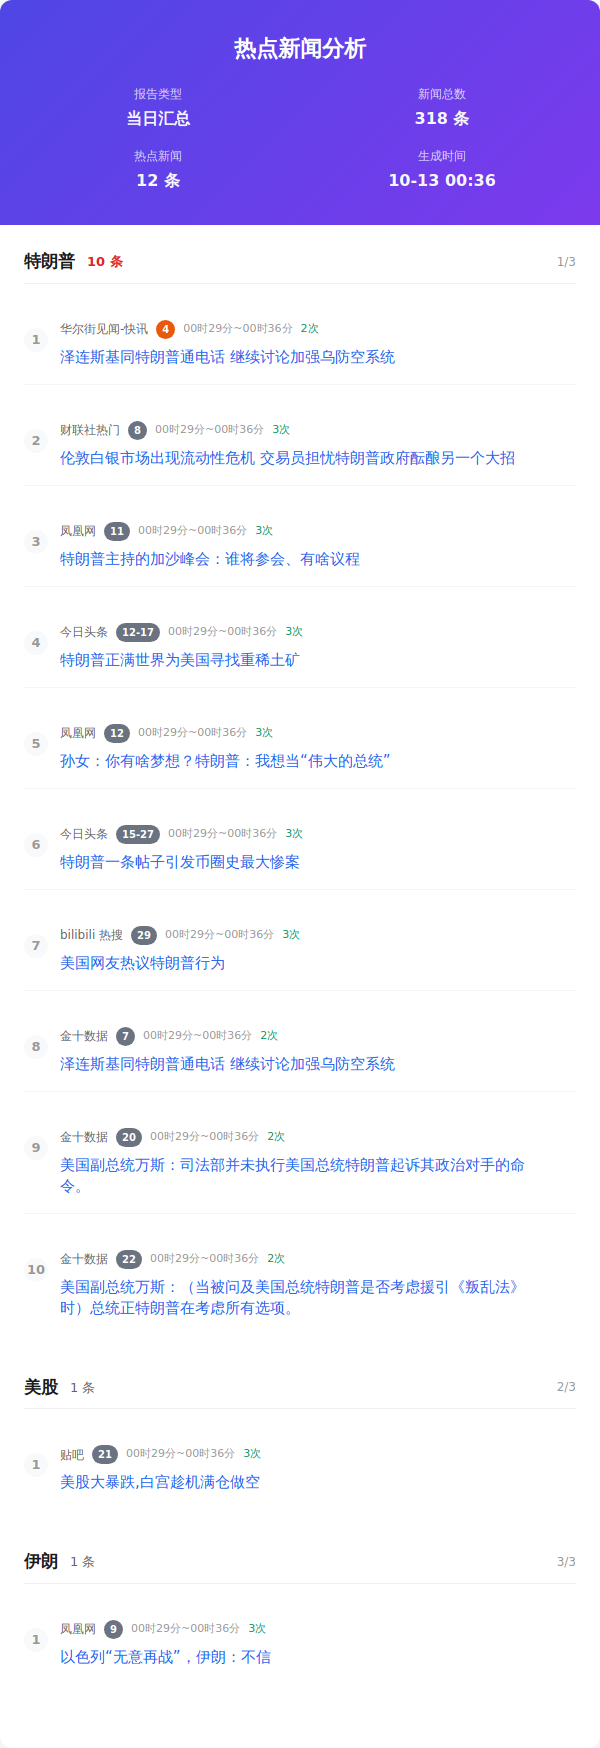 热点新闻分析
报告类型
新闻总数
当日汇总
318 条
热点新闻
生成时间
12 条
10-13 00:36
特朗普 10 条 1/3
1 华尔街见闻-快讯 4 00时29分~00时36分 2次
泽连斯基同特朗普通电话 继续讨论加强乌防空系统
2 财联社热门 8 00时29分~00时36分 3次
伦敦白银市场出现流动性危机 交易员担忧特朗普政府酝酿另一个大招
3 凤凰网 11 00时29分~00时36分 3次
特朗普主持的加沙峰会：谁将参会、有啥议程
4 今日头条 12-17 00时29分~00时36分 3次
特朗普正满世界为美国寻找重稀土矿
5 凤凰网 12 00时29分~00时36分 3次
孙女：你有啥梦想？特朗普：我想当“伟大的总统”
6 今日头条 15-27 00时29分~00时36分 3次
特朗普一条帖子引发币圈史最大惨案
7 bilibili 热搜 29 00时29分~00时36分 3次
美国网友热议特朗普行为
8 金十数据 7 00时29分~00时36分 2次
泽连斯基同特朗普通电话 继续讨论加强乌防空系统
9 金十数据 20 00时29分~00时36分 2次
美国副总统万斯：司法部并未执行美国总统特朗普起诉其政治对手的命
令。
10 金十数据 22 00时29分~00时36分 2次
美国副总统万斯：（当被问及美国总统特朗普是否考虑援引《叛乱法》
时）总统正特朗普在考虑所有选项。
美股 1 条 2/3
1 贴吧 21 00时29分~00时36分 3次
美股大暴跌,白宫趁机满仓做空
伊朗 1 条 3/3
1 凤凰网 9 00时29分~00时36分 3次
以色列“无意再战”，伊朗：不信